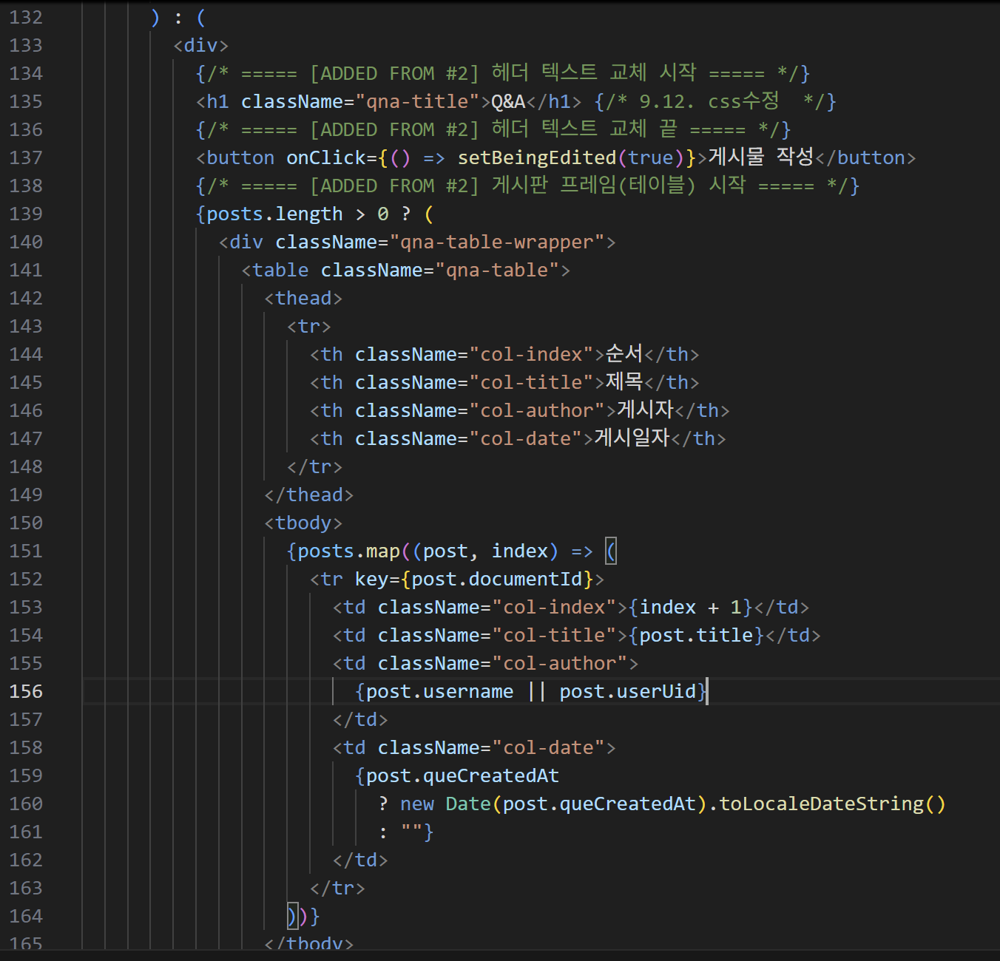 132 ) : (
133 <div>
134 {/* ===== [ADDED FROM #2] 헤더 텍스트 교체 시작 ===== */}
135 <h1 className="qna-title">Q&A</h1> {/* 9.12. css수정  */}
136 {/* ===== [ADDED FROM #2] 헤더 텍스트 교체 끝 ===== */}
137 <button onClick={() => setBeingEdited(true)}>게시물 작성</button>
138 {/* ===== [ADDED FROM #2] 게시판 프레임(테이블) 시작 ===== */}
139 {posts.length > 0 ? (
140 <div className="qna-table-wrapper">
141 <table className="qna-table">
142 <thead>
143 <tr>
144 <th className="col-index">순서</th>
145 <th className="col-title">제목</th>
146 <th className="col-author">게시자</th>
147 <th className="col-date">게시일자</th>
148 </tr>
149 </thead>
150 <tbody>
151 {posts.map((post, index) => (
152 <tr key={post.documentId}>
153 <td className="col-index">{index + 1}</td>
154 <td className="col-title">{post.title}</td>
155 <td className="col-author">
156 {post.username || post.userUid}
157 </td>
158 <td className="col-date">
159 {post.queCreatedAt
160 ? new Date(post.queCreatedAt).toLocaleDateString()
161 : ""}
162 </td>
163 </tr>
164 ))}
165 </tbody>